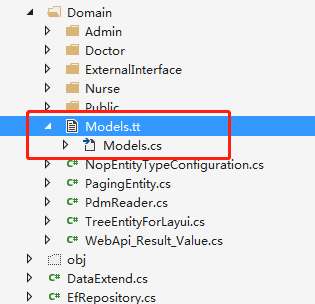 Domain
Admin
Doctor
ExternalInterface
Nurse
Public
Models.tt
Models.cs
NopEntityTypeConfiguration.cs
PagingEntity.cs
PdmReader.cs
TreeEntityForLayui.cs
WebApi_Result_Value.cs
obj
DataExtend.cs
EfRepository.cs